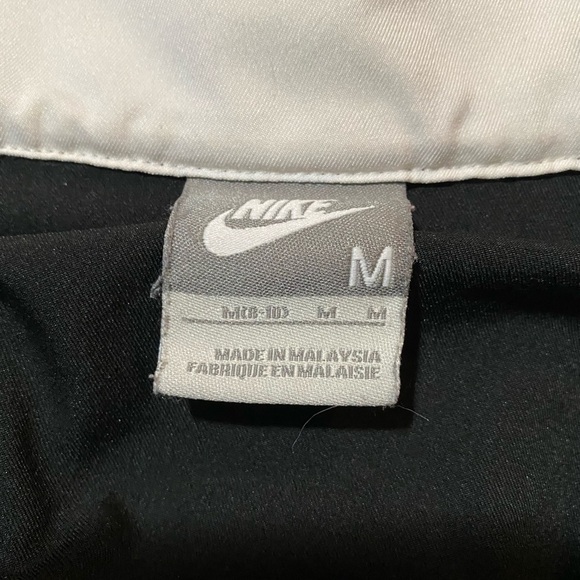 NIKE
M
M(8-10) M M
MADE IN MALAYSIA
FABRIQUE EN MALAISIE